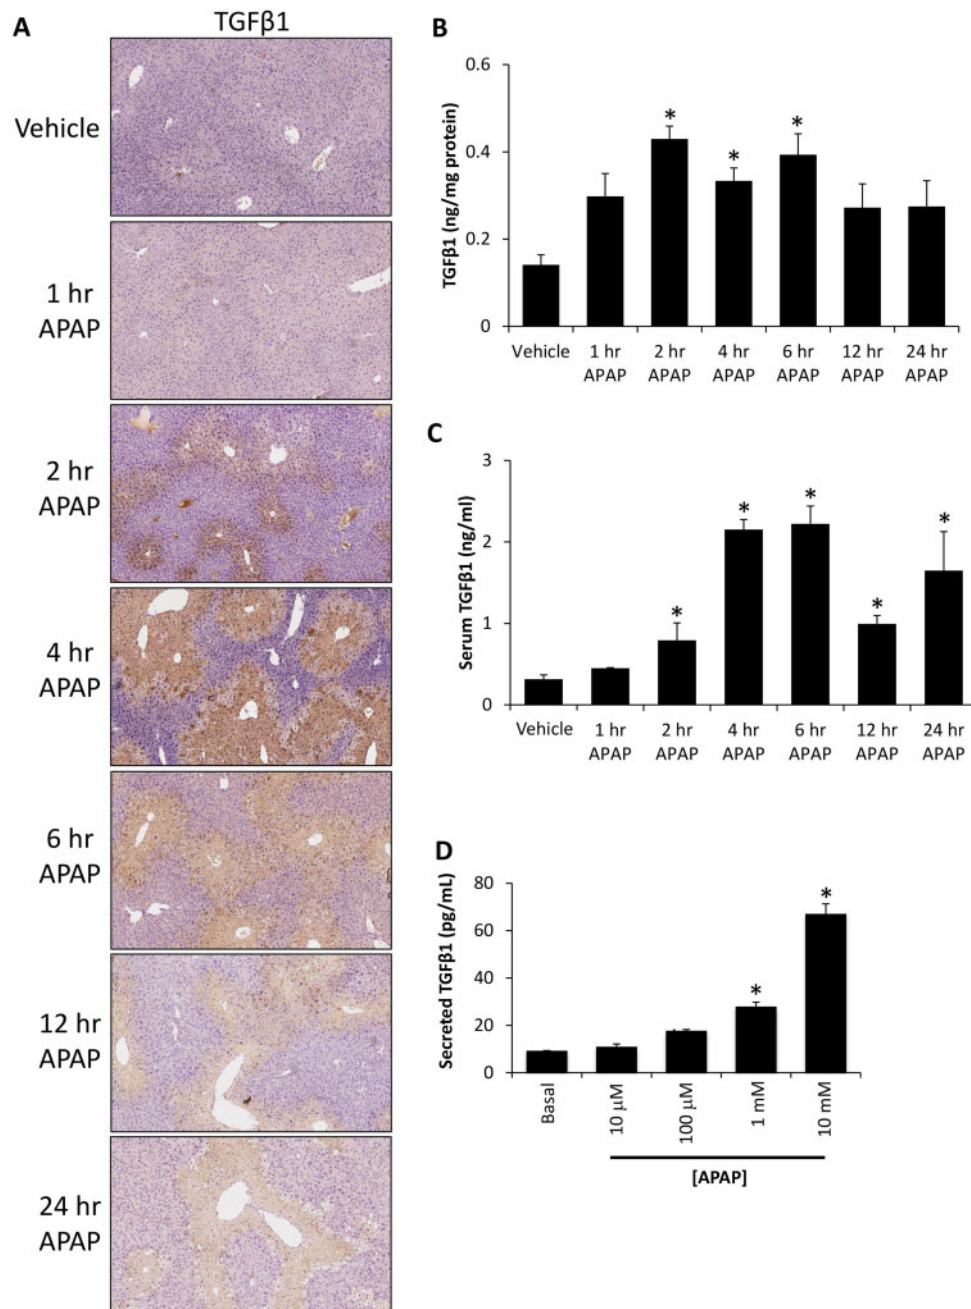 A
TGFβ1
Vehicle
1 hr
APAP
2 hr
APAP
4 hr
APAP
6 hr
APAP
12 hr
APAP
24 hr
APAP
B
TGFβ1 (ng/mg protein)
0.6
0.4
0.2
0
*
*
*
Vehicle
1 hr
APAP
2 hr
APAP
4 hr
APAP
6 hr
APAP
12 hr
APAP
24 hr
APAP
C
Serum TGFβ1 (ng/ml)
3
2
1
0
*
*
*
*
*
Vehicle
1 hr
APAP
2 hr
APAP
4 hr
APAP
6 hr
APAP
12 hr
APAP
24 hr
APAP
D
Secreted TGFβ1 (pg/mL)
80
60
40
20
0
*
*
Basal
10 μM
100 μM
1 mM
10 mM
[APAP]